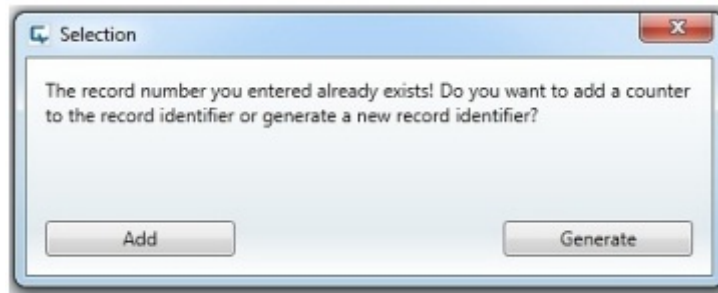 Selection
The record number you entered already exists! Do you want to add a counter
to the record identifier or generate a new record identifier?
Add
Generate